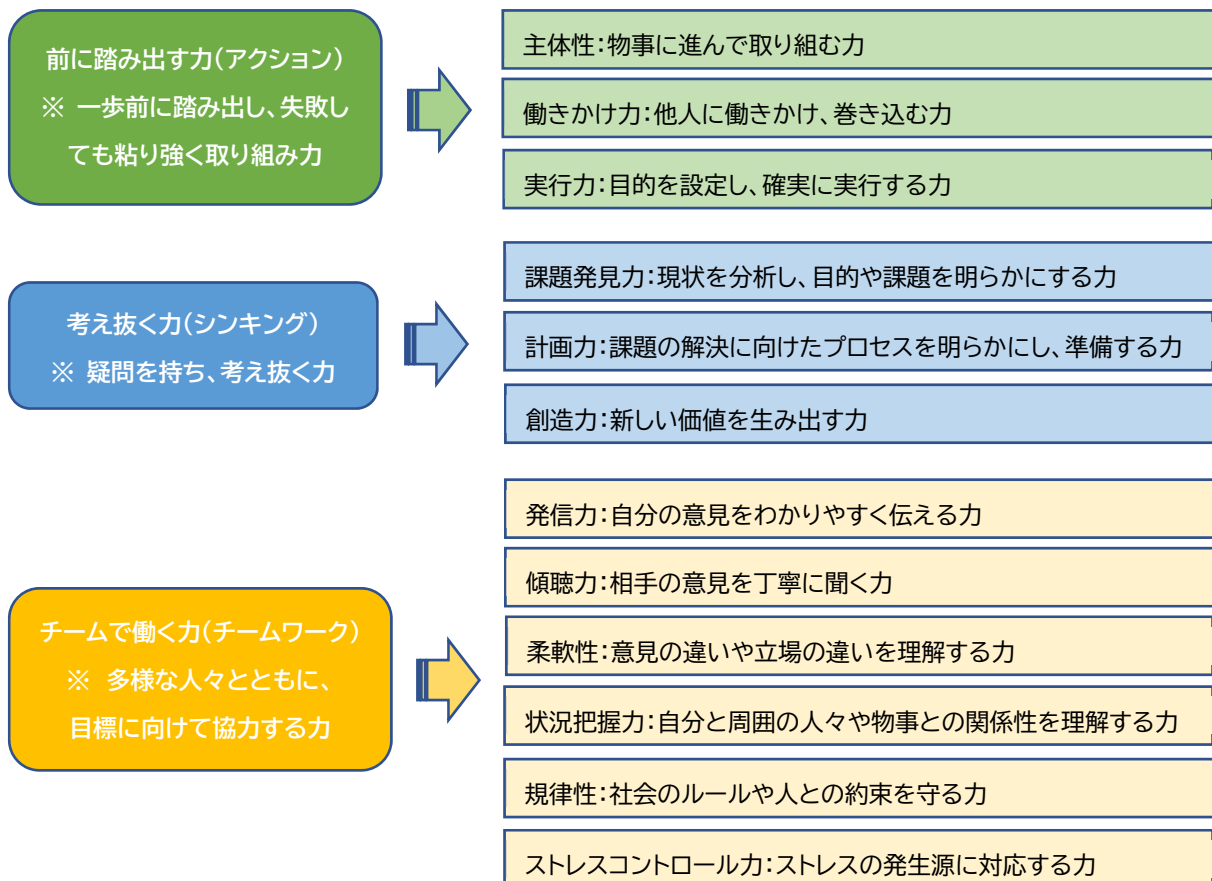 前に踏み出す力(アクション)
※ 一歩前に踏み出し、失敗し
ても粘り強く取り組み力
主体性:物事に進んで取り組む力
働きかけ力:他人に働きかけ、巻き込む力
実行力:目的を設定し、確実に実行する力
考え抜く力(シンキング)
※ 疑問を持ち、考え抜く力
課題発見力:現状を分析し、目的や課題を明らかにする力
計画力:課題の解決に向けたプロセスを明らかにし、準備する力
創造力:新しい価値を生み出す力
チームで働く力(チームワーク)
※ 多様な人々とともに、
目標に向けて協力する力
発信力:自分の意見をわかりやすく伝える力
傾聴力:相手の意見を丁寧に聞く力
柔軟性:意見の違いや立場の違いを理解する力
状況把握力:自分と周囲の人々や物事との関係性を理解する力
規律性:社会のルールや人との約束を守る力
ストレスコントロール力:ストレスの発生源に対応する力